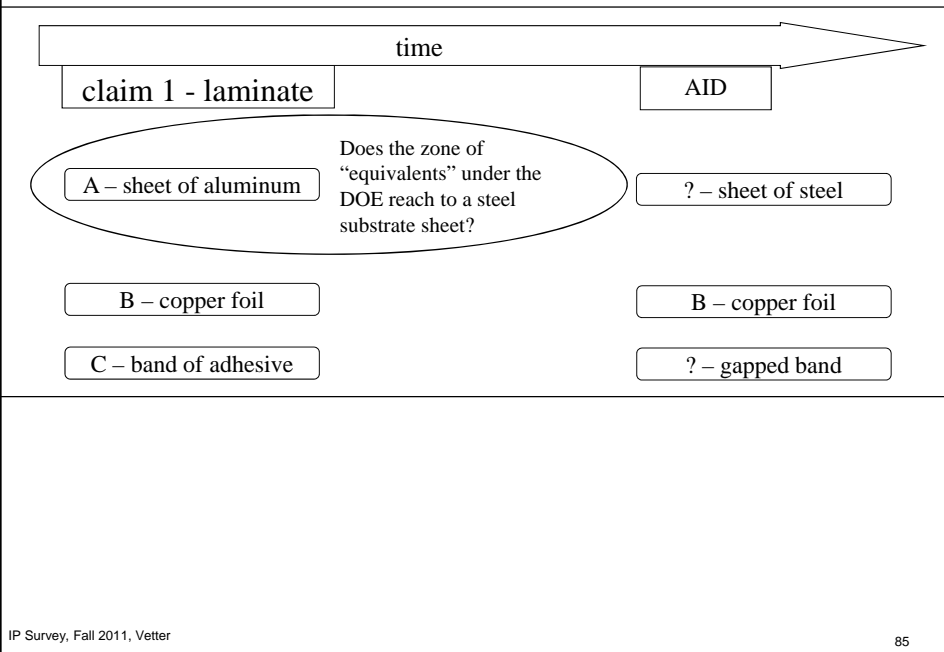 time
claim 1 - laminate
AID
A – sheet of aluminum
Does the zone of
“equivalents” under the
DOE reach to a steel
substrate sheet?
? – sheet of steel
B – copper foil
B – copper foil
C – band of adhesive
? – gapped band
IP Survey, Fall 2011, Vetter
85